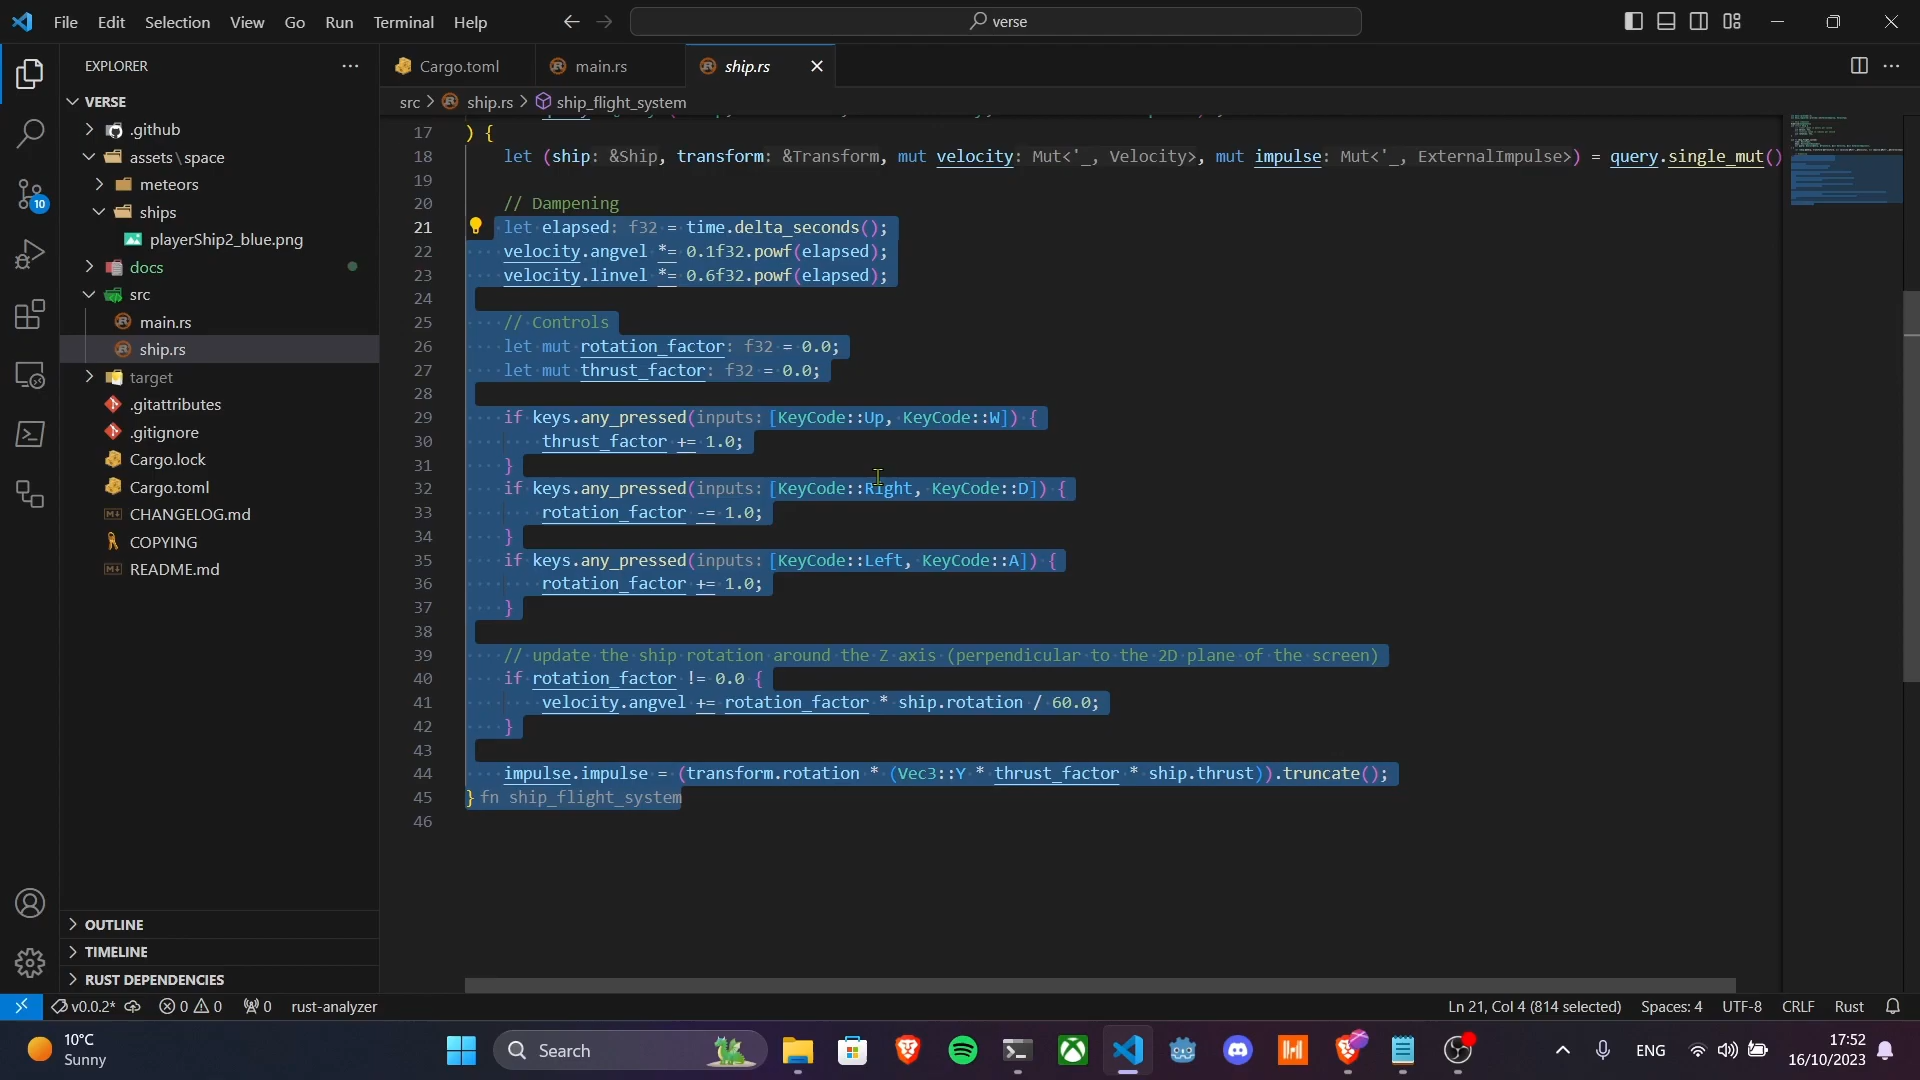 File Edit Selection View Go Run Terminal Help
verse
EXPLORER
VERSE
.github
assets \ space
meteors
ships
playerShip2_blue.png
docs
src
main.rs
ship.rs
target
.gitattributes
.gitignore
Cargo.lock
Cargo.toml
CHANGELOG.md
COPYING
README.md
OUTLINE
TIMELINE
RUST DEPENDENCIES
Cargo.toml main.rs ship.rs
src > ship.rs > ship_flight_system
17 ) {
18 let (ship: &Ship, transform: &Transform, mut velocity: Mut<'_, Velocity>, mut impulse: Mut<'_, ExternalImpulse>) = query.single_mut()
19
20 // Dampening
21 let elapsed: f32 = time.delta_seconds();
22 velocity.angvel *= 0.1f32.powf(elapsed);
23 velocity.linvel *= 0.6f32.powf(elapsed);
24
25 // Controls
26 let mut rotation_factor: f32 = 0.0;
27 let mut thrust_factor: f32 = 0.0;
28
29 if keys.any_pressed(inputs: [KeyCode::Up, KeyCode::W]) {
30 thrust_factor += 1.0;
31 }
32 if keys.any_pressed(inputs: [KeyCode::Right, KeyCode::D]) {
33 rotation_factor -= 1.0;
34 }
35 if keys.any_pressed(inputs: [KeyCode::Left, KeyCode::A]) {
36 rotation_factor += 1.0;
37 }
38
39 // update the ship rotation around the Z axis (perpendicular to the 2D plane of the screen)
40 if rotation_factor != 0.0 {
41 velocity.angvel += rotation_factor * ship.rotation / 60.0;
42 }
43
44 impulse.impulse = (transform.rotation * (Vec3::Y * thrust_factor * ship.thrust)).truncate();
45 } fn ship_flight_system
46
10
v0.0.2* 0 0 0 rust-analyzer
Ln 21, Col 4 (814 selected) Spaces: 4 UTF-8 CRLF Rust
10°C
Sunny
Search
ENG
17:52
16/10/2023